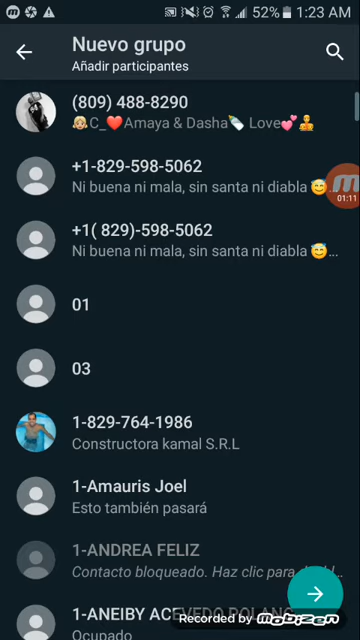 52% 1:23 AM
Nuevo grupo
Añadir participantes
(809) 488-8290
👩🏼C_❤️Amaya & Dasha🍼 Love💞
+1-829-598-5062
Ni buena ni mala, sin santa ni diabla 😅
01:11
+1( 829)-598-5062
Ni buena ni mala, sin santa ni diabla 😅...
01
03
1-829-764-1986
Constructora kamal S.R.L
1-Amauris Joel
Esto también pasará
1-ANDREA FELIZ
Contacto bloqueado. Haz clic para
1-ANEIBY ACEVEDO POLANCO
Recorded by mobizen
Ocupado